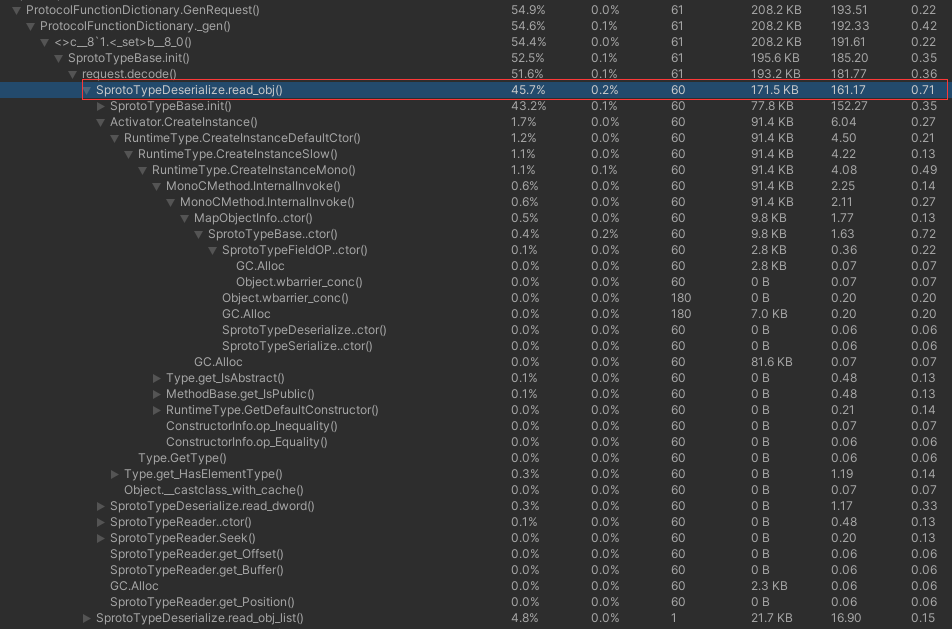 ProtocolFunctionDictionary.GenRequest() 54.9% 0.0% 61 208.2 KB 193.51 0.22
ProtocolFunctionDictionary._gen() 54.6% 0.1% 61 208.2 KB 192.33 0.42
<>c__8`1.<_set>b__8_0() 54.4% 0.0% 61 208.2 KB 191.61 0.22
SprotoTypeBase.init() 52.5% 0.1% 61 195.6 KB 185.20 0.35
request.decode() 51.6% 0.1% 61 193.2 KB 181.77 0.36
SprotoTypeDeserialize.read_obj() 45.7% 0.2% 60 171.5 KB 161.17 0.71
SprotoTypeBase.init() 43.2% 0.1% 60 77.8 KB 152.27 0.35
Activator.CreateInstance() 1.7% 0.0% 60 91.4 KB 6.04 0.27
RuntimeType.CreateInstanceDefaultCtor() 1.2% 0.0% 60 91.4 KB 4.50 0.21
RuntimeType.CreateInstanceSlow() 1.1% 0.0% 60 91.4 KB 4.22 0.13
RuntimeType.CreateInstanceMono() 1.1% 0.1% 60 91.4 KB 4.08 0.49
MonoCMethod.InternalInvoke() 0.6% 0.0% 60 91.4 KB 2.25 0.14
MonoCMethod.InternalInvoke() 0.6% 0.0% 60 91.4 KB 2.11 0.27
MapObjectInfo..ctor() 0.5% 0.0% 60 9.8 KB 1.77 0.13
SprotoTypeBase..ctor() 0.4% 0.2% 60 9.8 KB 1.63 0.72
SprotoTypeFieldOP..ctor() 0.1% 0.0% 60 2.8 KB 0.36 0.22
GC.Alloc 0.0% 0.0% 60 2.8 KB 0.07 0.07
Object.wbarrier_conc() 0.0% 0.0% 60 0 B 0.07 0.07
Object.wbarrier_conc() 0.0% 0.0% 180 0 B 0.20 0.20
GC.Alloc 0.0% 0.0% 180 7.0 KB 0.20 0.20
SprotoTypeDeserialize..ctor() 0.0% 0.0% 60 0 B 0.06 0.06
SprotoTypeSerialize..ctor() 0.0% 0.0% 60 0 B 0.06 0.06
GC.Alloc 0.0% 0.0% 60 81.6 KB 0.07 0.07
Type.get_IsAbstract() 0.1% 0.0% 60 0 B 0.48 0.13
MethodBase.get_IsPublic() 0.1% 0.0% 60 0 B 0.48 0.13
RuntimeType.GetDefaultConstructor() 0.0% 0.0% 60 0 B 0.21 0.14
ConstructorInfo.op_Inequality() 0.0% 0.0% 60 0 B 0.07 0.07
ConstructorInfo.op_Equality() 0.0% 0.0% 60 0 B 0.06 0.06
Type.GetType() 0.0% 0.0% 60 0 B 0.06 0.06
Type.get_HasElementType() 0.3% 0.0% 60 0 B 1.19 0.14
Object.__castclass_with_cache() 0.0% 0.0% 60 0 B 0.07 0.07
SprotoTypeDeserialize.read_dword() 0.3% 0.0% 60 0 B 1.17 0.33
SprotoTypeReader..ctor() 0.1% 0.0% 60 0 B 0.48 0.13
SprotoTypeReader.Seek() 0.0% 0.0% 60 0 B 0.20 0.13
SprotoTypeReader.get_Offset() 0.0% 0.0% 60 0 B 0.06 0.06
SprotoTypeReader.get_Buffer() 0.0% 0.0% 60 0 B 0.06 0.06
GC.Alloc 0.0% 0.0% 60 2.3 KB 0.06 0.06
SprotoTypeReader.get_Position() 0.0% 0.0% 60 0 B 0.06 0.06
SprotoTypeDeserialize.read_obj_list() 4.8% 0.0% 1 21.7 KB 16.90 0.15